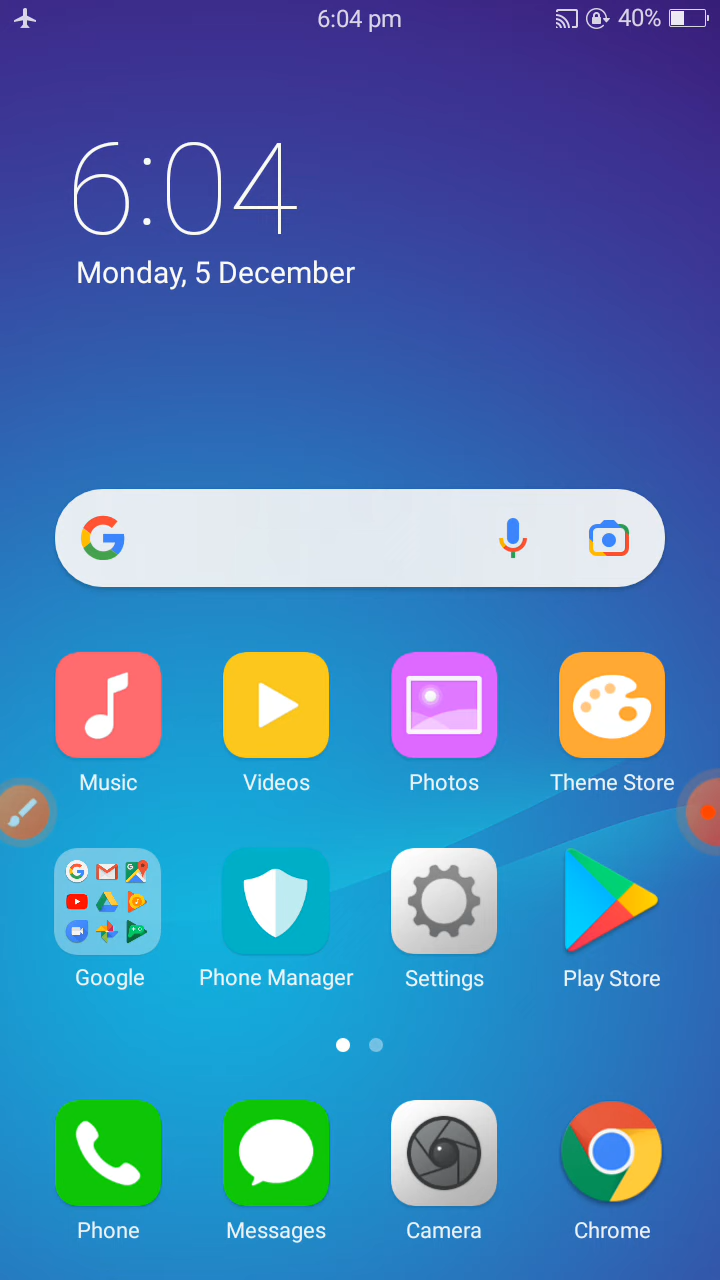 6:04 pm
40%
6:04
Monday, 5 December
Music
Videos
Photos
Theme Store
Google
Phone Manager
Settings
Play Store
Phone
Messages
Camera
Chrome